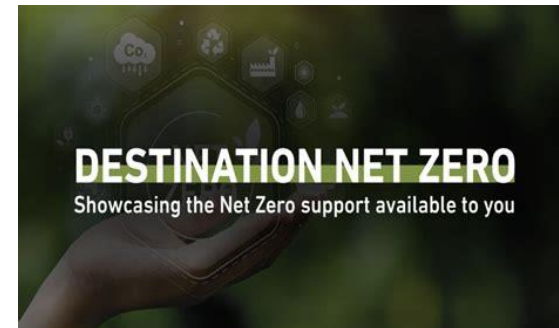 Co₂
DESTINATION NET ZERO
Showcasing the Net Zero support available to you